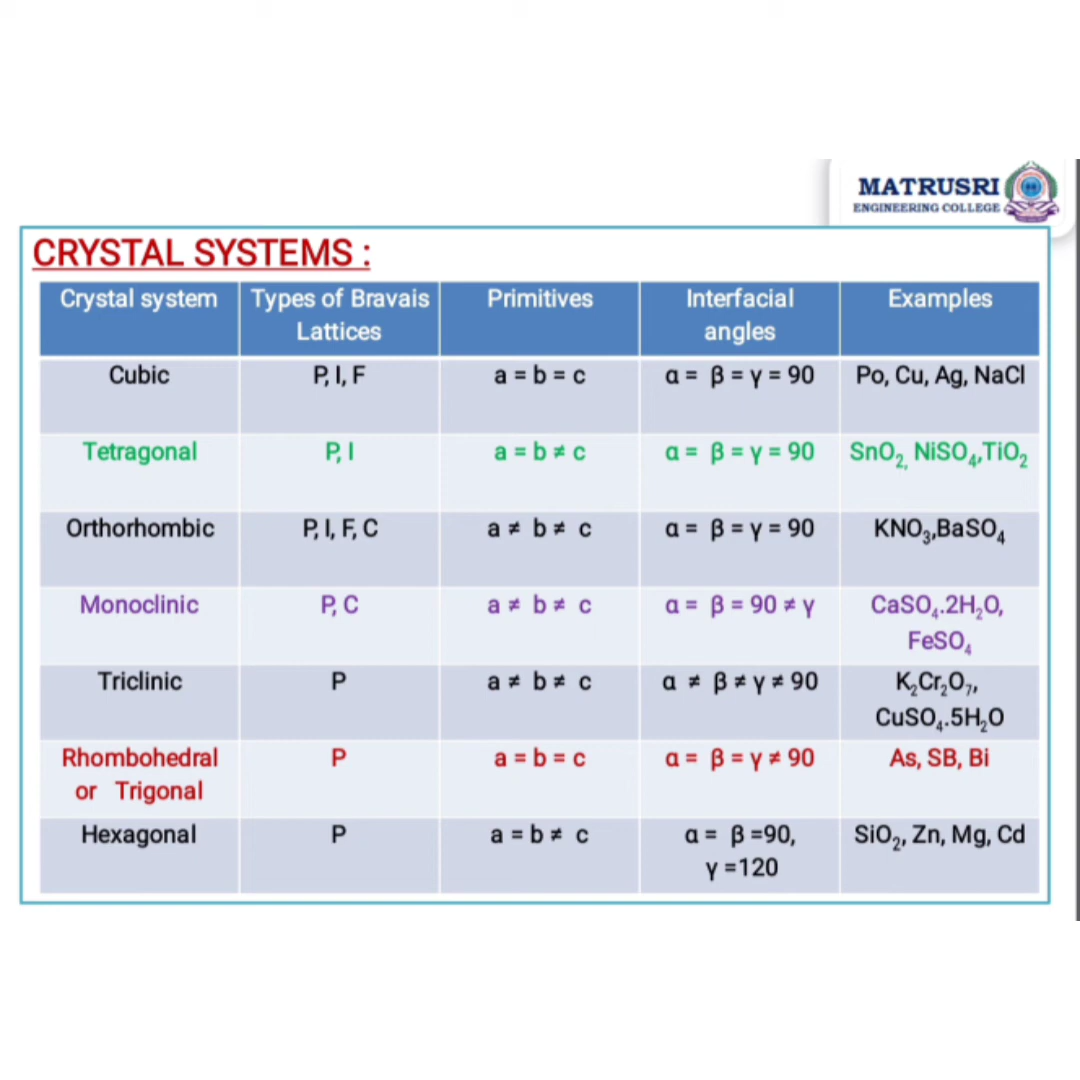 MATRUSRI
ENGINEERING COLLEGE
CRYSTAL SYSTEMS :
Crystal system Types of Bravais Lattices Primitives Interfacial angles Examples
Cubic P, I, F a = b = c α = β = γ = 90 Po, Cu, Ag, NaCl
Tetragonal P, I a = b ≠ c α = β = γ = 90 SnO₂, NiSO₄,TiO₂
Orthorhombic P, I, F, C a ≠ b ≠ c α = β = γ = 90 KNO₃,BaSO₄
Monoclinic P, C a ≠ b ≠ c α = β = 90 ≠ γ CaSO₄.2H₂O,
FeSO₄
Triclinic P a ≠ b ≠ c α ≠ β ≠ γ ≠ 90 K₂Cr₂O₇,
CuSO₄.5H₂O
Rhombohedral P a = b = c α = β = γ ≠ 90 As, SB, Bi
or Trigonal
Hexagonal P a = b ≠ c α = β =90, SiO₂, Zn, Mg, Cd
γ =120